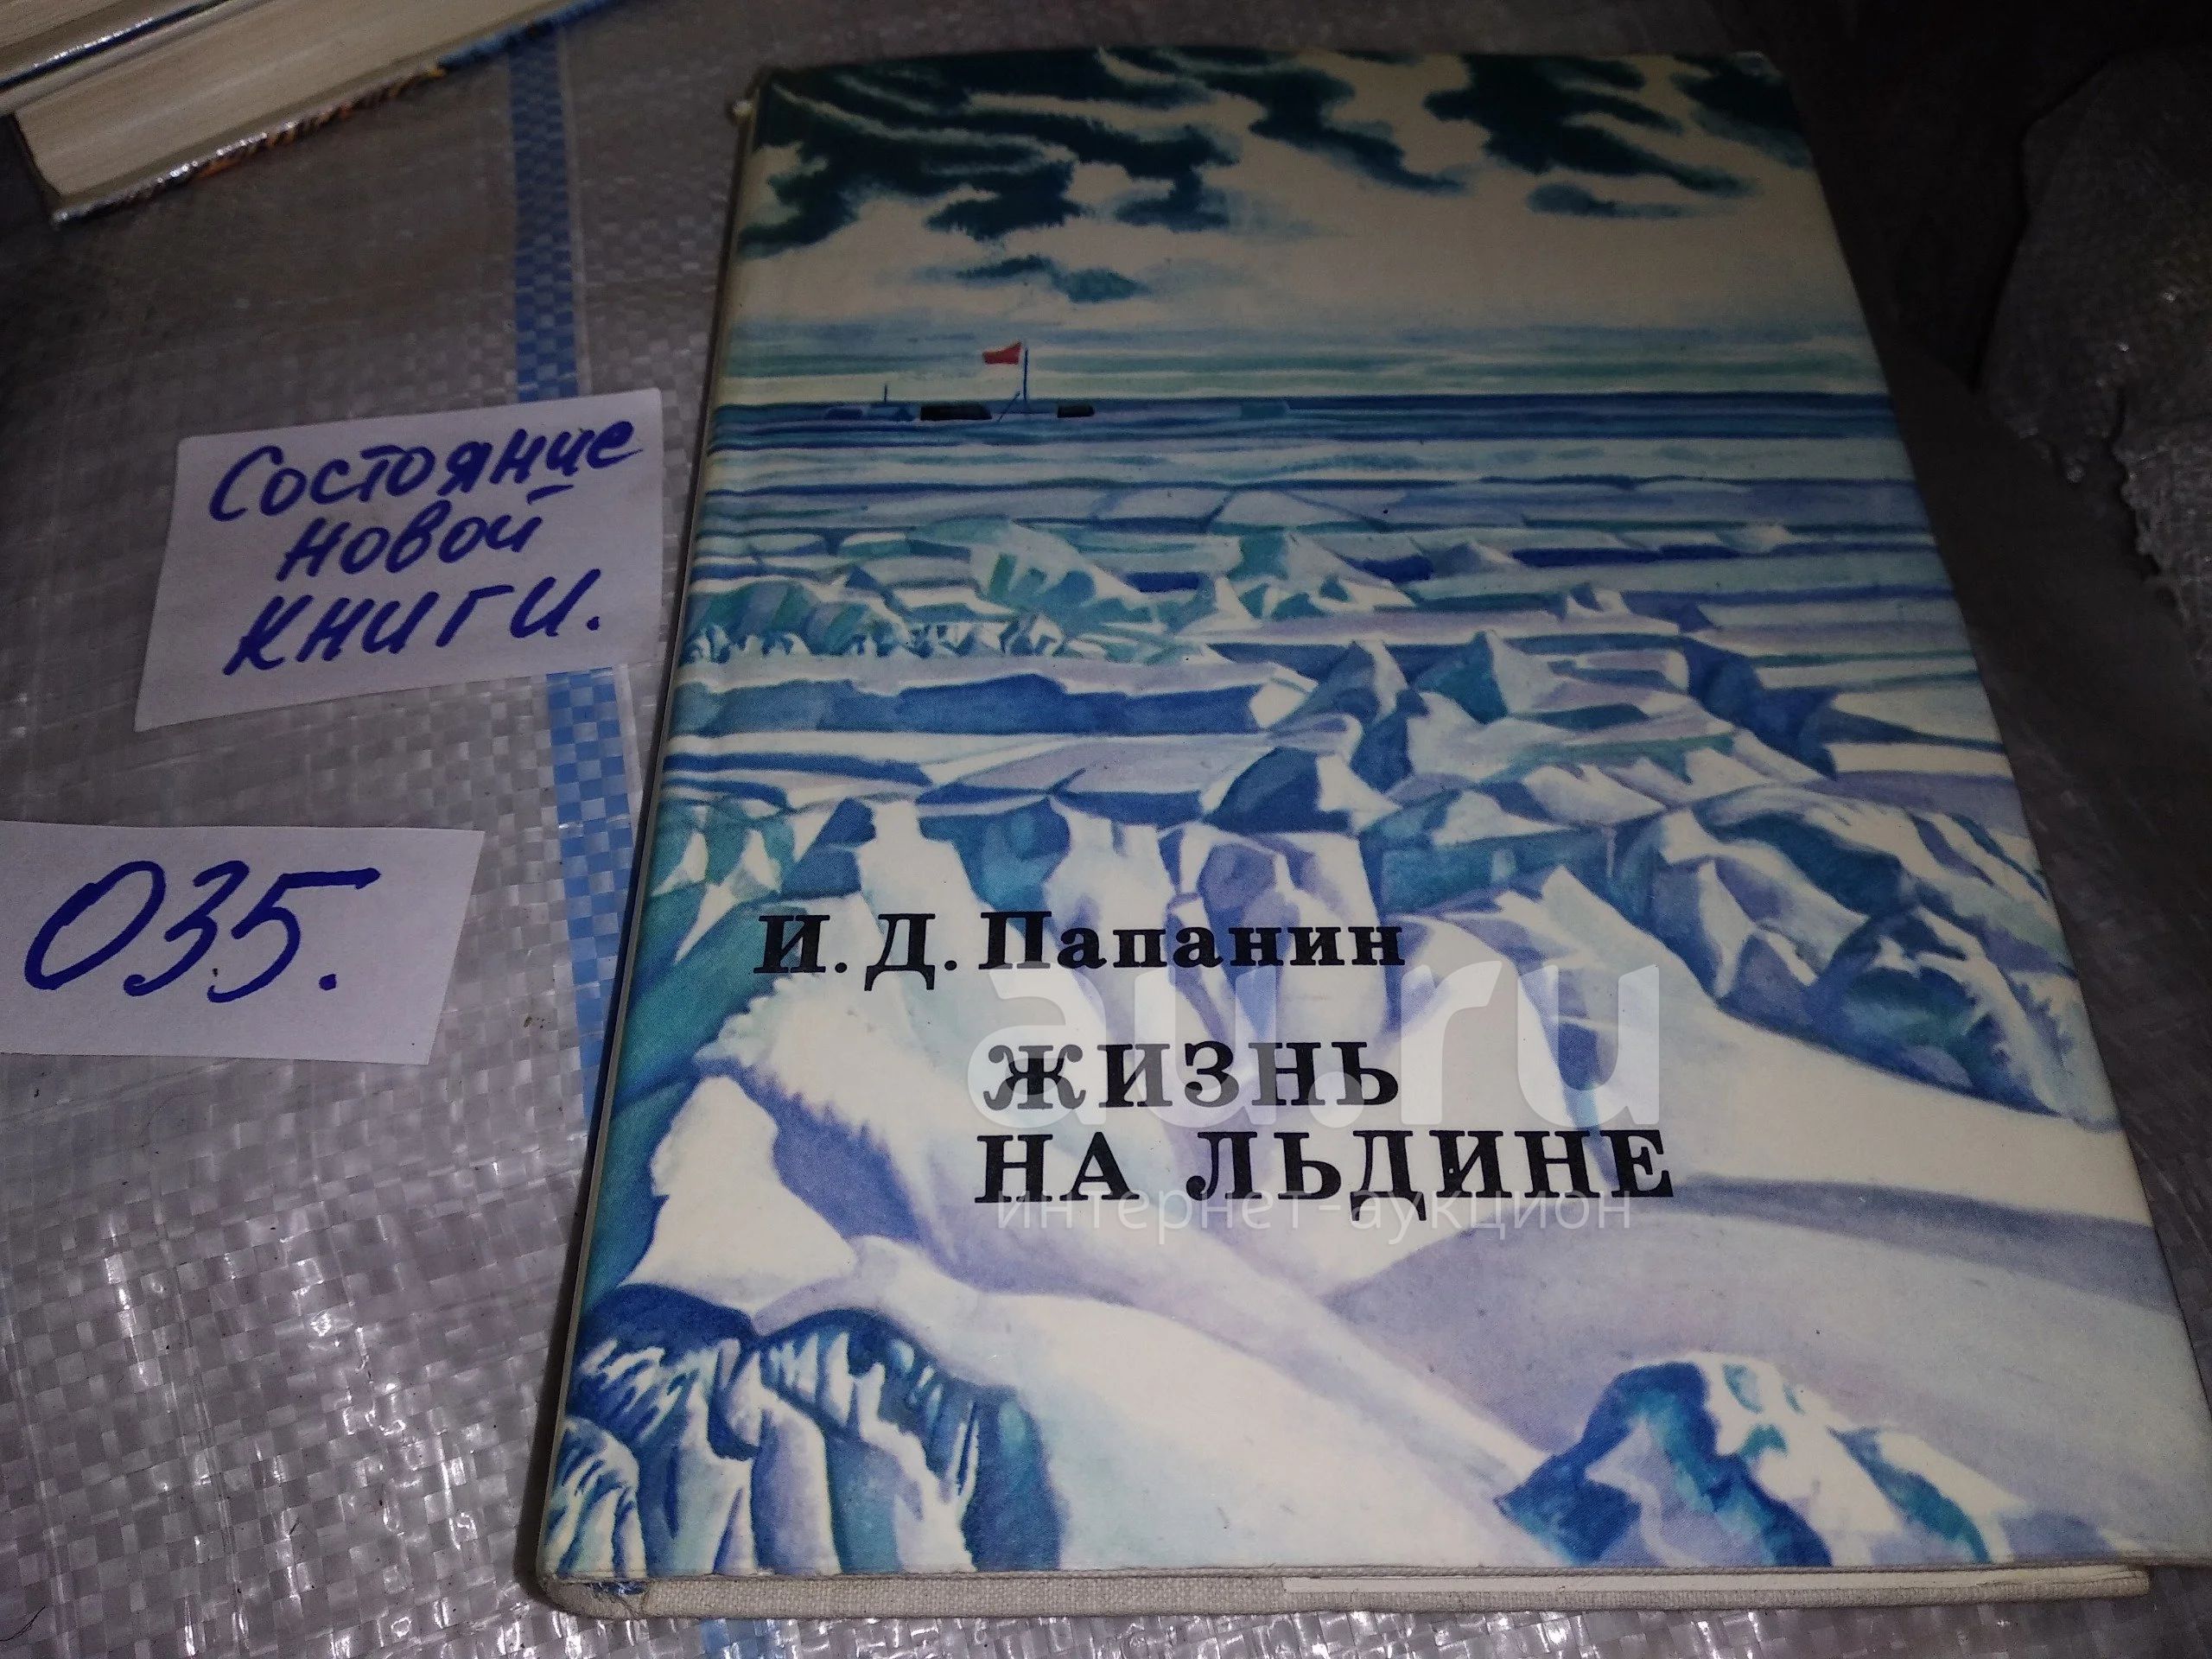 Состояние
новой
книги.
035.
И. Д. Папанин
ЖИЗНЬ
НА ЛЬДИНЕ
au.ru
интернет-аукцион